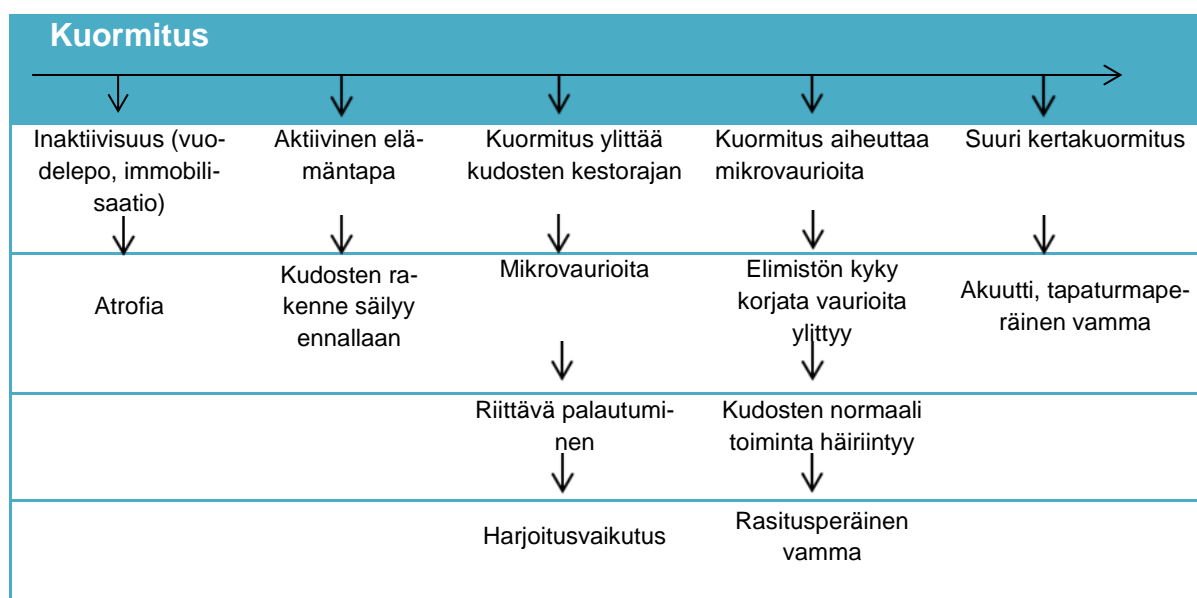 Kuormitus
Inaktiivisuus (vuo-
delepo, immobili-
saatio)
Aktiivinen elä-
mäntapa
Kuormitus ylittää
kudosten kestorajan
Kuormitus aiheuttaa
mikrovaurioita
Suuri kertakuormitus
Atrofia
Kudosten ra-
kenne säilyy
ennallaan
Mikrovaurioita
Elimistön kyky
korjata vaurioita
ylittyy
Akuutti, tapaturmape-
räinen vamma
Riittävä palautumi-
nen
Kudosten normaali
toiminta häiriintyy
Harjoitusvaikutus
Rasitusperäinen
vamma